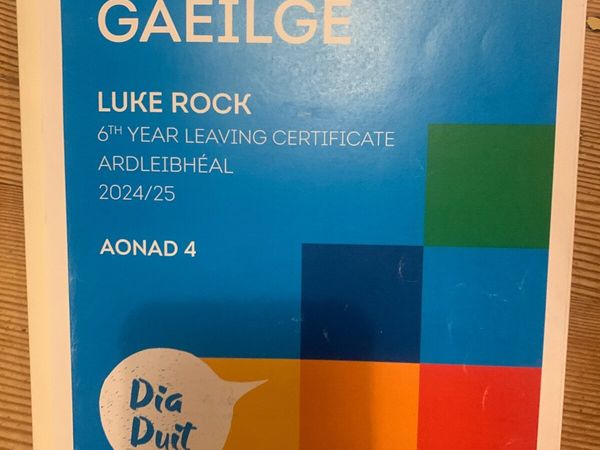 GAEILGE
LUKE ROCK
6TH YEAR LEAVING CERTIFICATE
ARDLEIBHÉAL
2024/25
AONAD 4
Dia
Duit